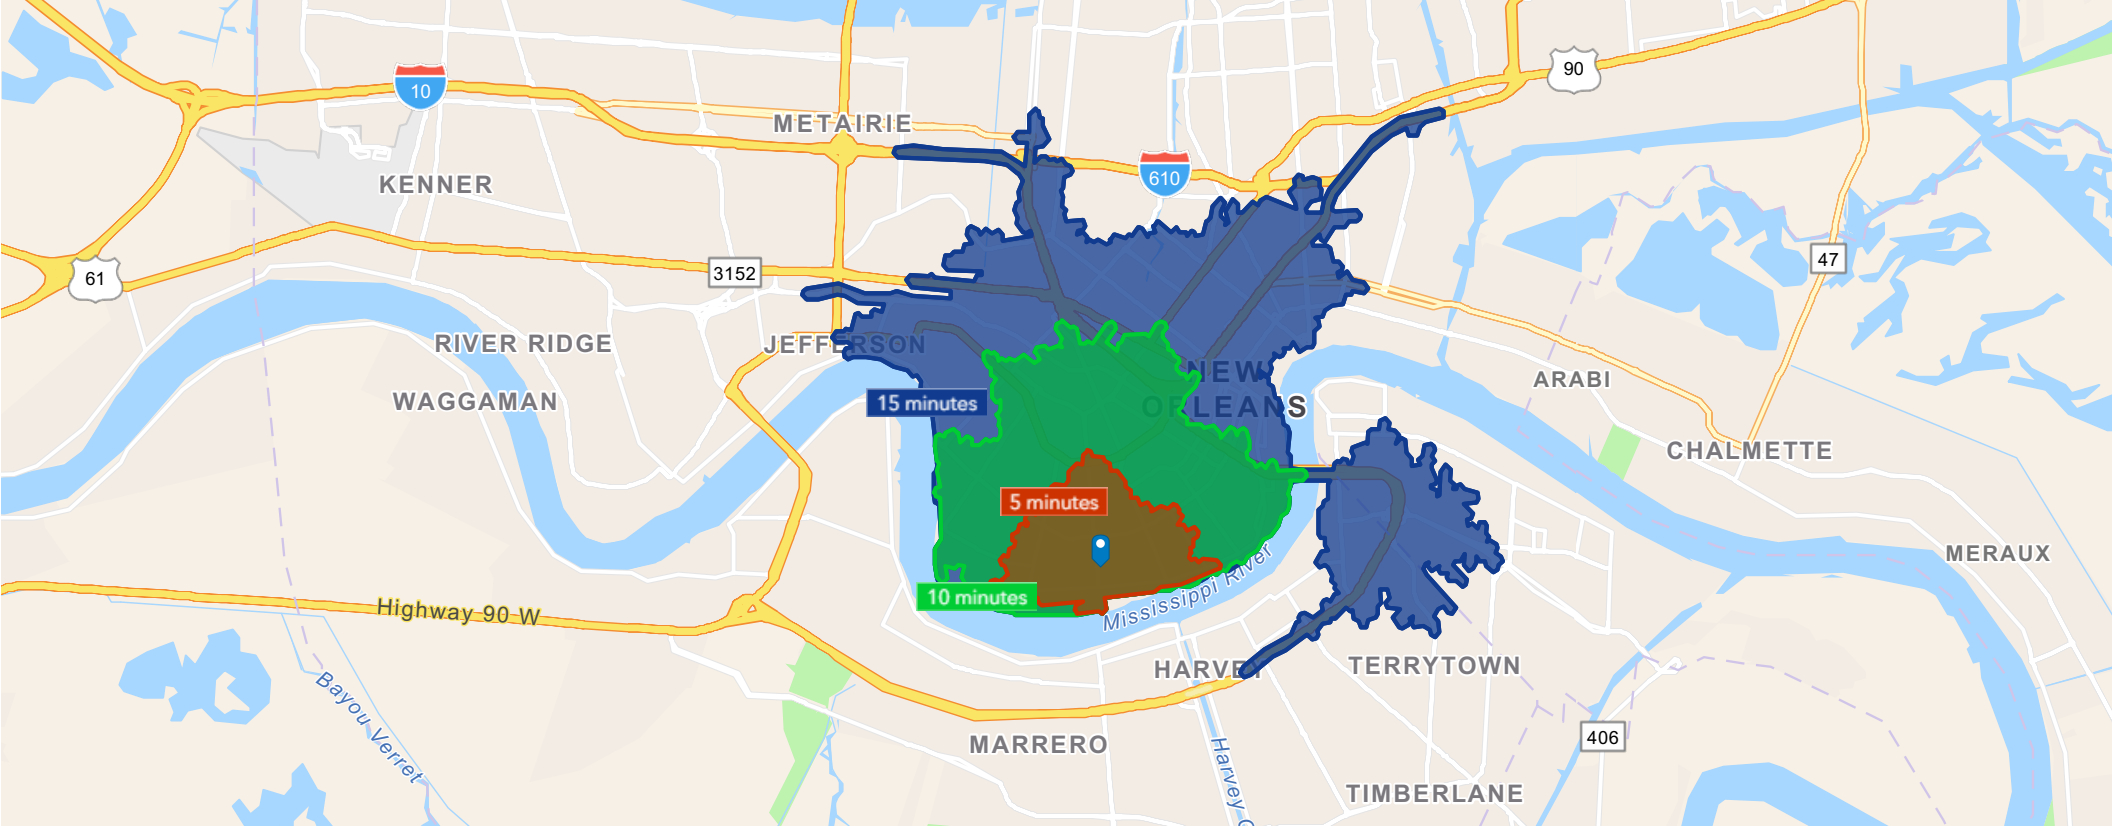 90
10
METAIRIE
610
KENNER
47
3152
61
RIVER RIDGE
JEFFERSON
NEW
ORLEANS
ARABI
WAGGAMAN
15 minutes
CHALMETTE
5 minutes
MERAUX
10 minutes
Mississippi River
Highway 90 W
HARVEY
TERRYTOWN
Bayou Verret
406
MARRERO
Harvey C
TIMBERLANE